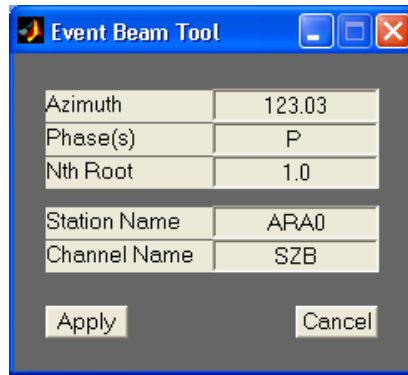 Event Beam Tool
Azimuth 123.03
Phase(s) P
Nth Root 1.0
Station Name ARA0
Channel Name SZB
Apply Cancel